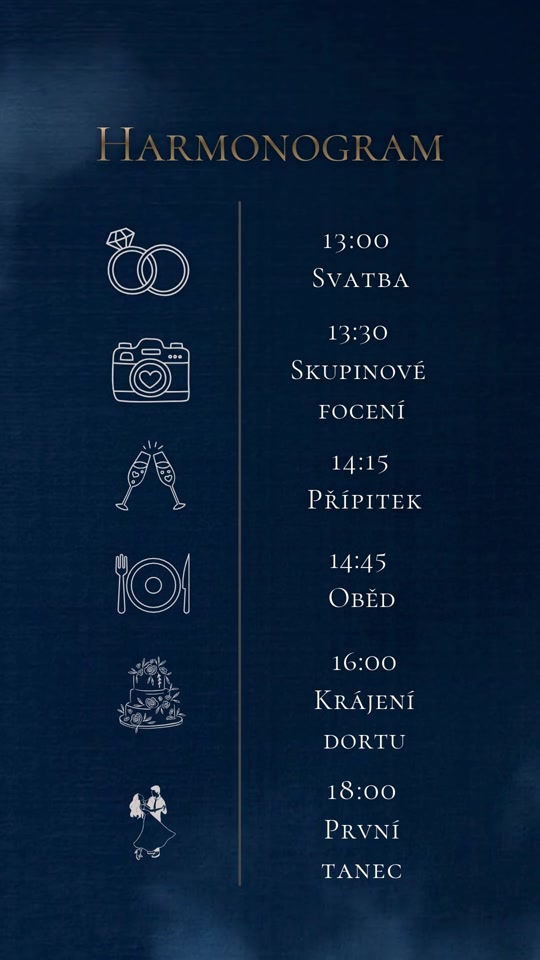 Harmonogram
13:00
Svatba
13:30
Skupinové
focení
14:15
Přípitek
14:45
Oběd
16:00
Krájení
dortu
18:00
První
tanec